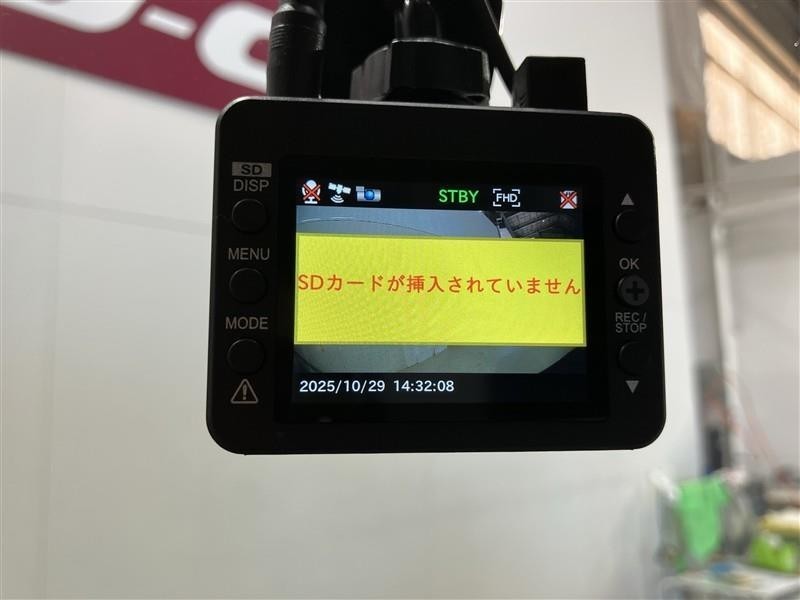 SD
DISP
MENU
MODE
STBY
FHD
SDカードが挿入されていません
2025/10/29 14:32:08
OK
REC/
STOP